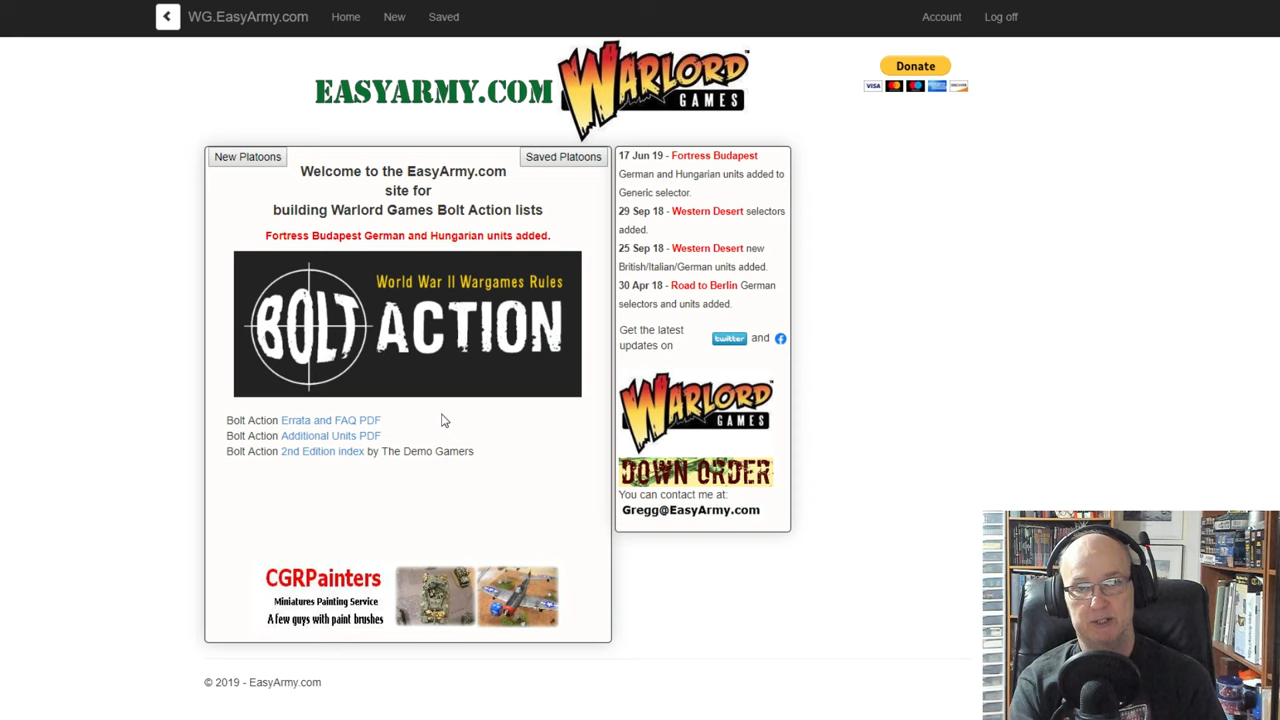 WG.EasyArmy.com Home New Saved Account Log off
EASYARMY.COM WARLORD GAMES
Donate
VISA
New Platoons Saved Platoons
Welcome to the EasyArmy.com
site for
building Warlord Games Bolt Action lists
Fortress Budapest German and Hungarian units added.
World War II Wargames Rules
BOLT ACTION
Bolt Action Errata and FAQ PDF
Bolt Action Additional Units PDF
Bolt Action 2nd Edition index by The Demo Gamers
CGRPainters
Miniatures Painting Service
A few guys with paint brushes
17 Jun 19 - Fortress Budapest
German and Hungarian units added to
Generic selector.
29 Sep 18 - Western Desert selectors
added.
25 Sep 18 - Western Desert new
British/Italian/German units added.
30 Apr 18 - Road to Berlin German
selectors and units added.
Get the latest
updates on twitter and
WARLORD
GAMES
DOWN ORDER
You can contact me at:
Gregg@EasyArmy.com
© 2019 - EasyArmy.com